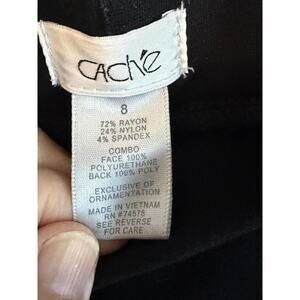 CACHÉ
8
72% RAYON
24% NYLON
4% SPANDEX
COMBO
FACE 100%
POLYURETHANE
BACK 100% POLY
EXCLUSIVE OF
ORNAMENTATION
MADE IN VIETNAM
RN #74578
SEE REVERSE
FOR CARE